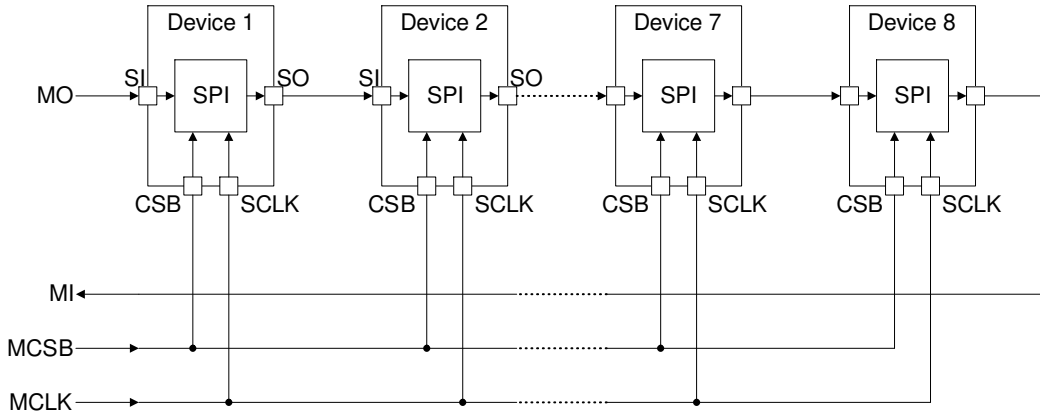 Device 1 Device 2 Device 7 Device 8
SI SO SI SO
MO SPI SPI SPI SPI
CSB SCLK CSB SCLK CSB SCLK CSB SCLK
MI
MCSB
MCLK